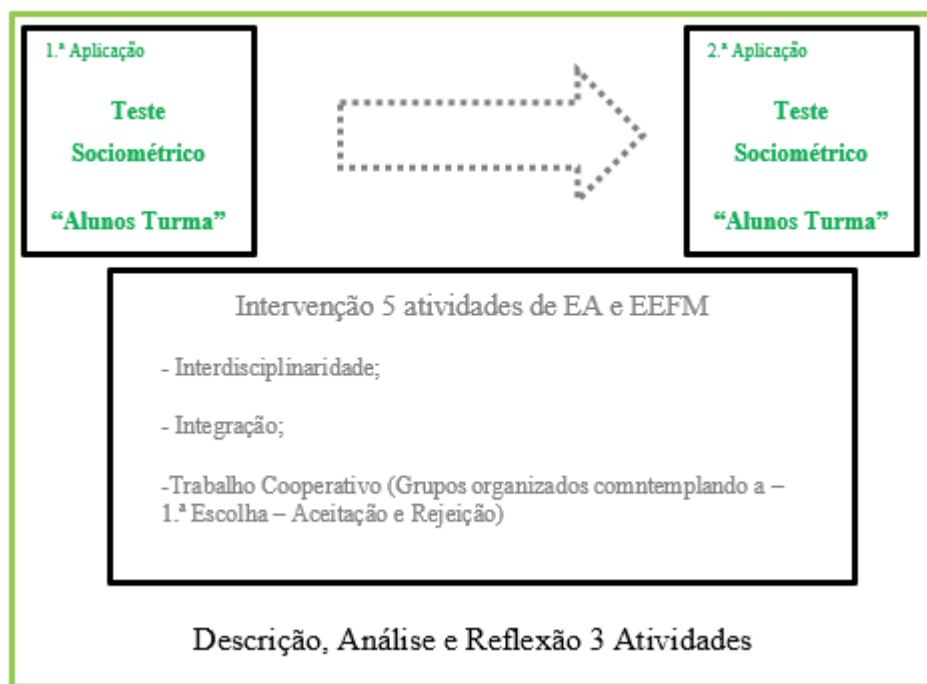 1.ª Aplicação
Teste
Sociométrico
“Alunos Turma”
2.ª Aplicação
Teste
Sociométrico
“Alunos Turma”
Intervenção 5 atividades de EA e EEFM
- Interdisciplinaridade;
- Integração;
-Trabalho Cooperativo (Grupos organizados comntemplando a –
1.ª Escolha – Aceitação e Rejeição)
Descrição, Análise e Reflexão 3 Atividades